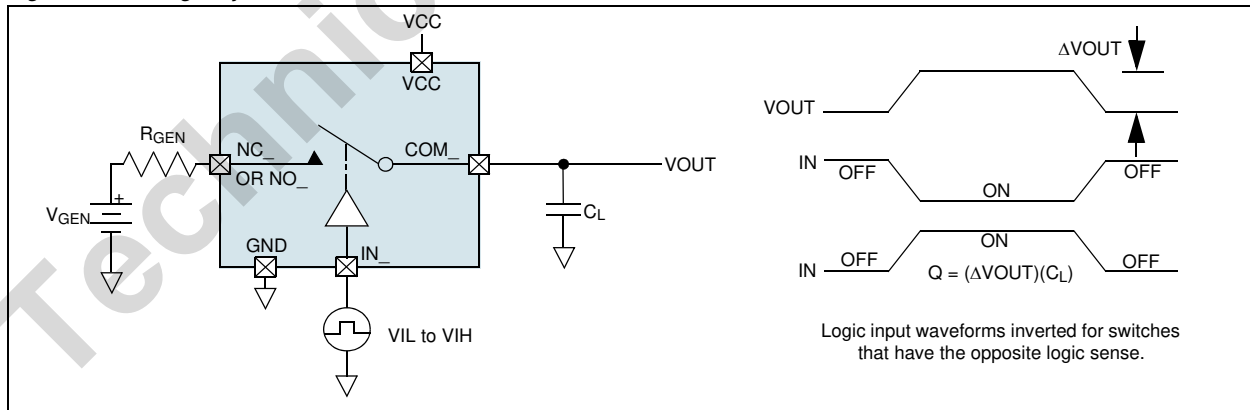 VCC
VCC
RGEN
NC_
OR NO_
COM_
VOUT
VGEN
+
GND
IN_
CL
VIL to VIH
ΔVOUT
VOUT
IN
OFF
ON
OFF
IN
OFF
ON
OFF
Q = (ΔVOUT)(CL)
Logic input waveforms inverted for switches
that have the opposite logic sense.
Technic